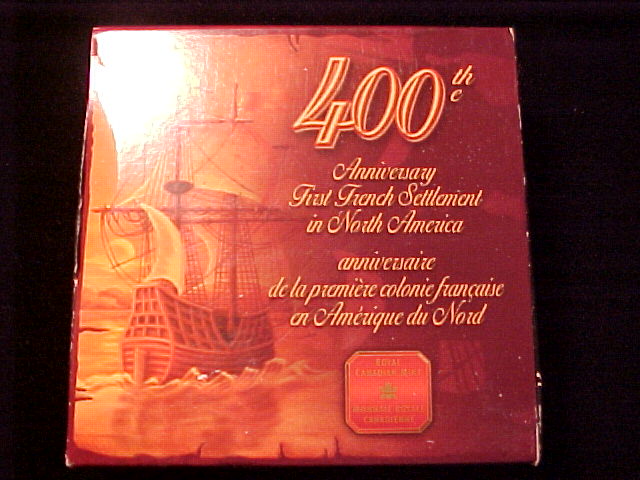 400th
e
Anniversary
First French Settlement
in North America
anniversaire
de la première colonie française
en Amérique du Nord
ROYAL
CANADIAN MINT
MONNAIE ROYALE
CANADIENNE